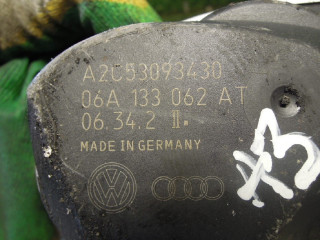 A2C53093430
06A 133 062 AT
06.34.2 II.
MADE IN GERMANY